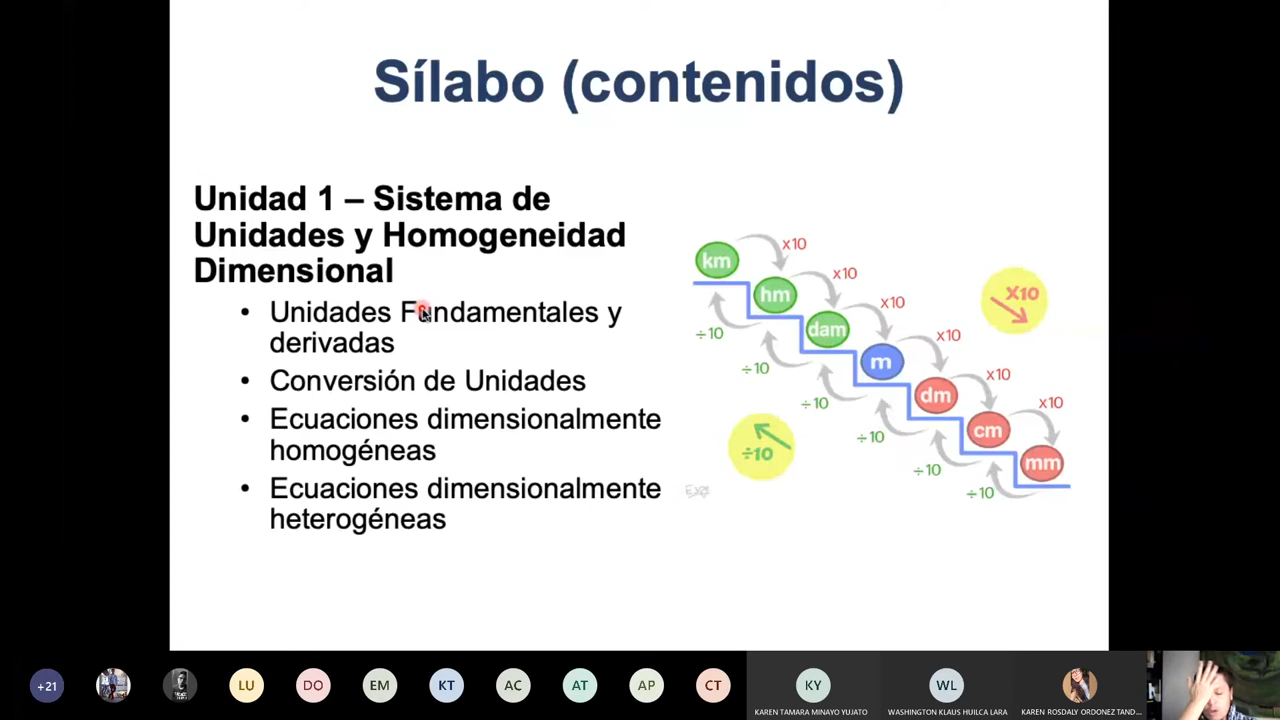 Sílabo (contenidos)
Unidad 1 – Sistema de
Unidades y Homogeneidad
Dimensional
• Unidades Fundamentales y
derivadas
• Conversión de Unidades
• Ecuaciones dimensionalmente
homogéneas
• Ecuaciones dimensionalmente
heterogéneas
km
x10
hm
x10
dam
x10
m
x10
dm
x10
cm
x10
mm
÷10
÷10
÷10
÷10
÷10
÷10
x10
÷10
+21
LU
DO
EM
KT
AC
AT
AP
CT
KY
WL
KAREN TAMARA MINAYO YUJATO
WASHINGTON KLAUS HUILCA LARA
KAREN ROSDALY ORDONEZ TAND...